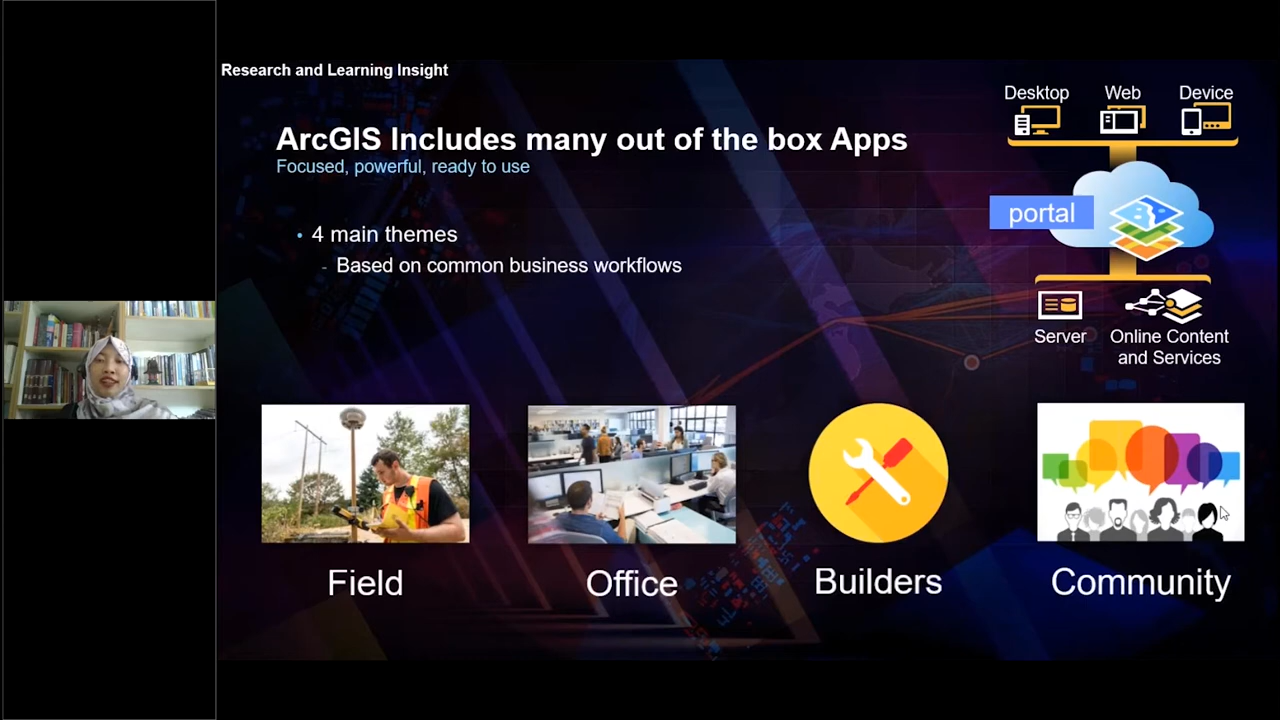 Research and Learning Insight
ArcGIS Includes many out of the box Apps
Focused, powerful, ready to use
• 4 main themes
- Based on common business workflows
Desktop Web Device
portal
Server
Online Content
and Services
Field
Office
Builders
Community